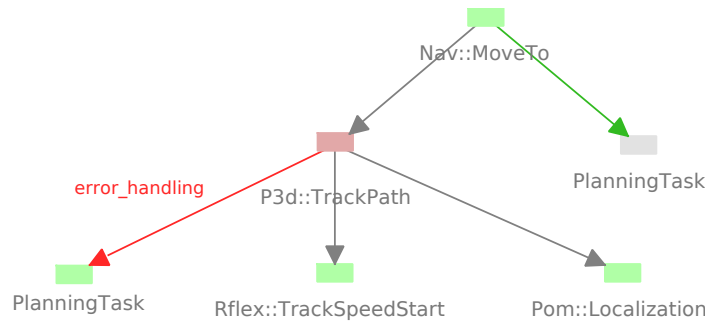 Nav::MoveTo
PlanningTask
error_handling
P3d::TrackPath
PlanningTask
Rflex::TrackSpeedStart
Pom::Localization